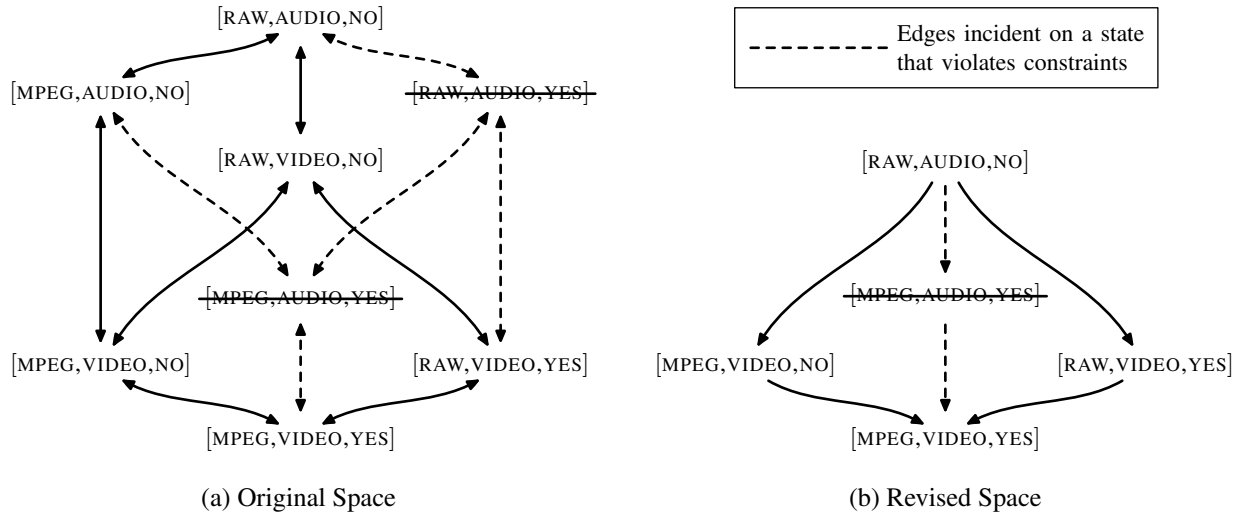 [RAW,AUDIO,NO]
[MPEG,AUDIO,NO]
[RAW,AUDIO,YES]
[RAW,VIDEO,NO]
[MPEG,AUDIO,YES]
[MPEG,VIDEO,NO]
[RAW,VIDEO,YES]
[MPEG,VIDEO,YES]
(a) Original Space
Edges incident on a state
that violates constraints
[RAW,AUDIO,NO]
[MPEG,AUDIO,YES]
[MPEG,VIDEO,NO]
[RAW,VIDEO,YES]
[MPEG,VIDEO,YES]
(b) Revised Space